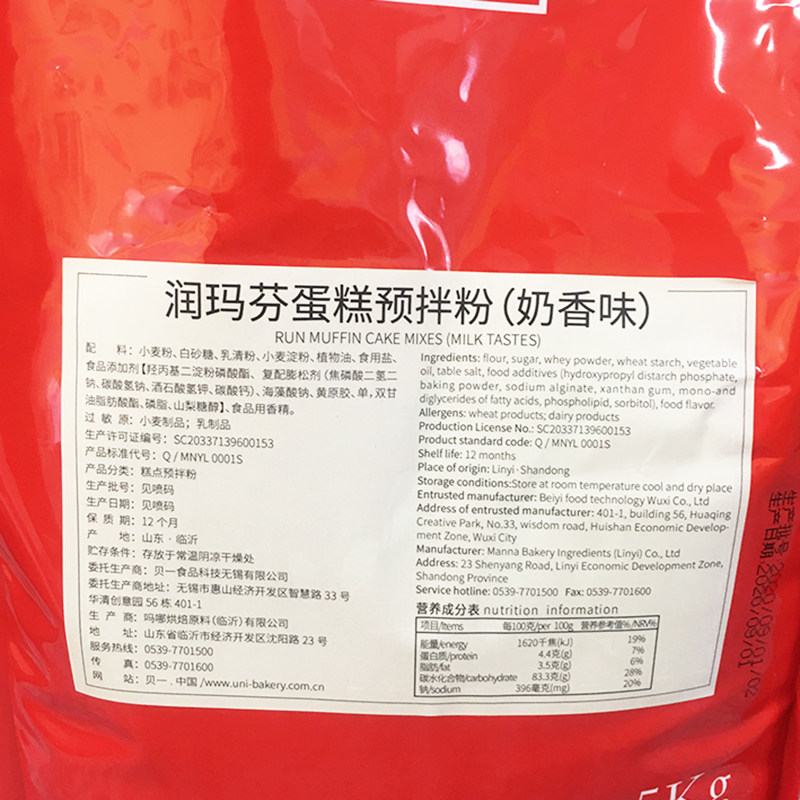 润玛芬蛋糕预拌粉（奶香味）
RUN MUFFIN CAKE MIXES (MILK TASTES)
配 料：小麦粉、白砂糖、乳清粉、小麦淀粉、植物油、食用盐、
食品添加剂【羟丙基二淀粉磷酸酯、复配膨松剂（焦磷酸二氢二
钠、碳酸氢钠、酒石酸氢钾、碳酸钙）、海藻酸钠、黄原胶、单，双甘
油脂肪酸酯、磷脂、山梨糖醇】、食品用香精。
过 敏 原：小麦制品；乳制品
生产许可证编号：SC20337139600153
产品标准代号：Q / MNYL 0001S
产品分类：糕点预拌粉
生产批号：见喷码
生产日期：见喷码
保 质 期：12 个月
产 地：山东 · 临沂
贮存条件：存放于常温阴凉干燥处
委托生产商：贝一食品科技无锡有限公司
委托生产商地址：无锡市惠山经济开发区智慧路 33 号
华清创意园 56 栋 401-1
生 产 商：吗哪烘焙原料（临沂）有限公司
地 址：山东省临沂市经济开发区沈阳路 23 号
服务热线：0539-7701500
传 真：0539-7701600
网 站：贝一 . 中国 /www.uni-bakery.com.cn
Ingredients: flour, sugar, whey powder, wheat starch, vegetable
oil, table salt, food additives (hydroxypropyl distarch phosphate,
baking powder, sodium alginate, xanthan gum, mono-and
diglycerides of fatty acids, phospholipid, sorbitol), food flavor.
Allergens: wheat products; dairy products
Production License No.: SC20337139600153
Product standard code: Q / MNYL 0001S
Shelf life: 12 months
Place of origin: Linyi · Shandong
Storage conditions:Store at room temperature cool and dry place
Entrusted manufacturer: Beiyi food technology Wuxi Co., Ltd
Address of entrusted manufacturer: 401-1, building 56, Huaqing
Creative Park, No.33, wisdom road, Huishan Economic Develop-
ment Zone, Wuxi City
Manufacturer: Manna Bakery Ingredients (Linyi) Co., Ltd
Address: 23 Shenyang Road, Linyi Economic Development Zone,
Shandong Province
Service hotline: 0539-7701500 Fax: 0539-7701600
营养成分表 nutrition information
项目/Items 每100克/per 100g 营养参考值%/NRV%
能量/energy 1620千焦(kJ) 19%
蛋白质/protein 4.4克(g) 7%
脂肪/fat 3.5克(g) 6%
碳水化合物/carbohydrate 83.3克(g) 28%
钠/sodium 396毫克(mg) 20%
生产批号 2020/09/01/02
生产日期 2020/09/01
5Kg